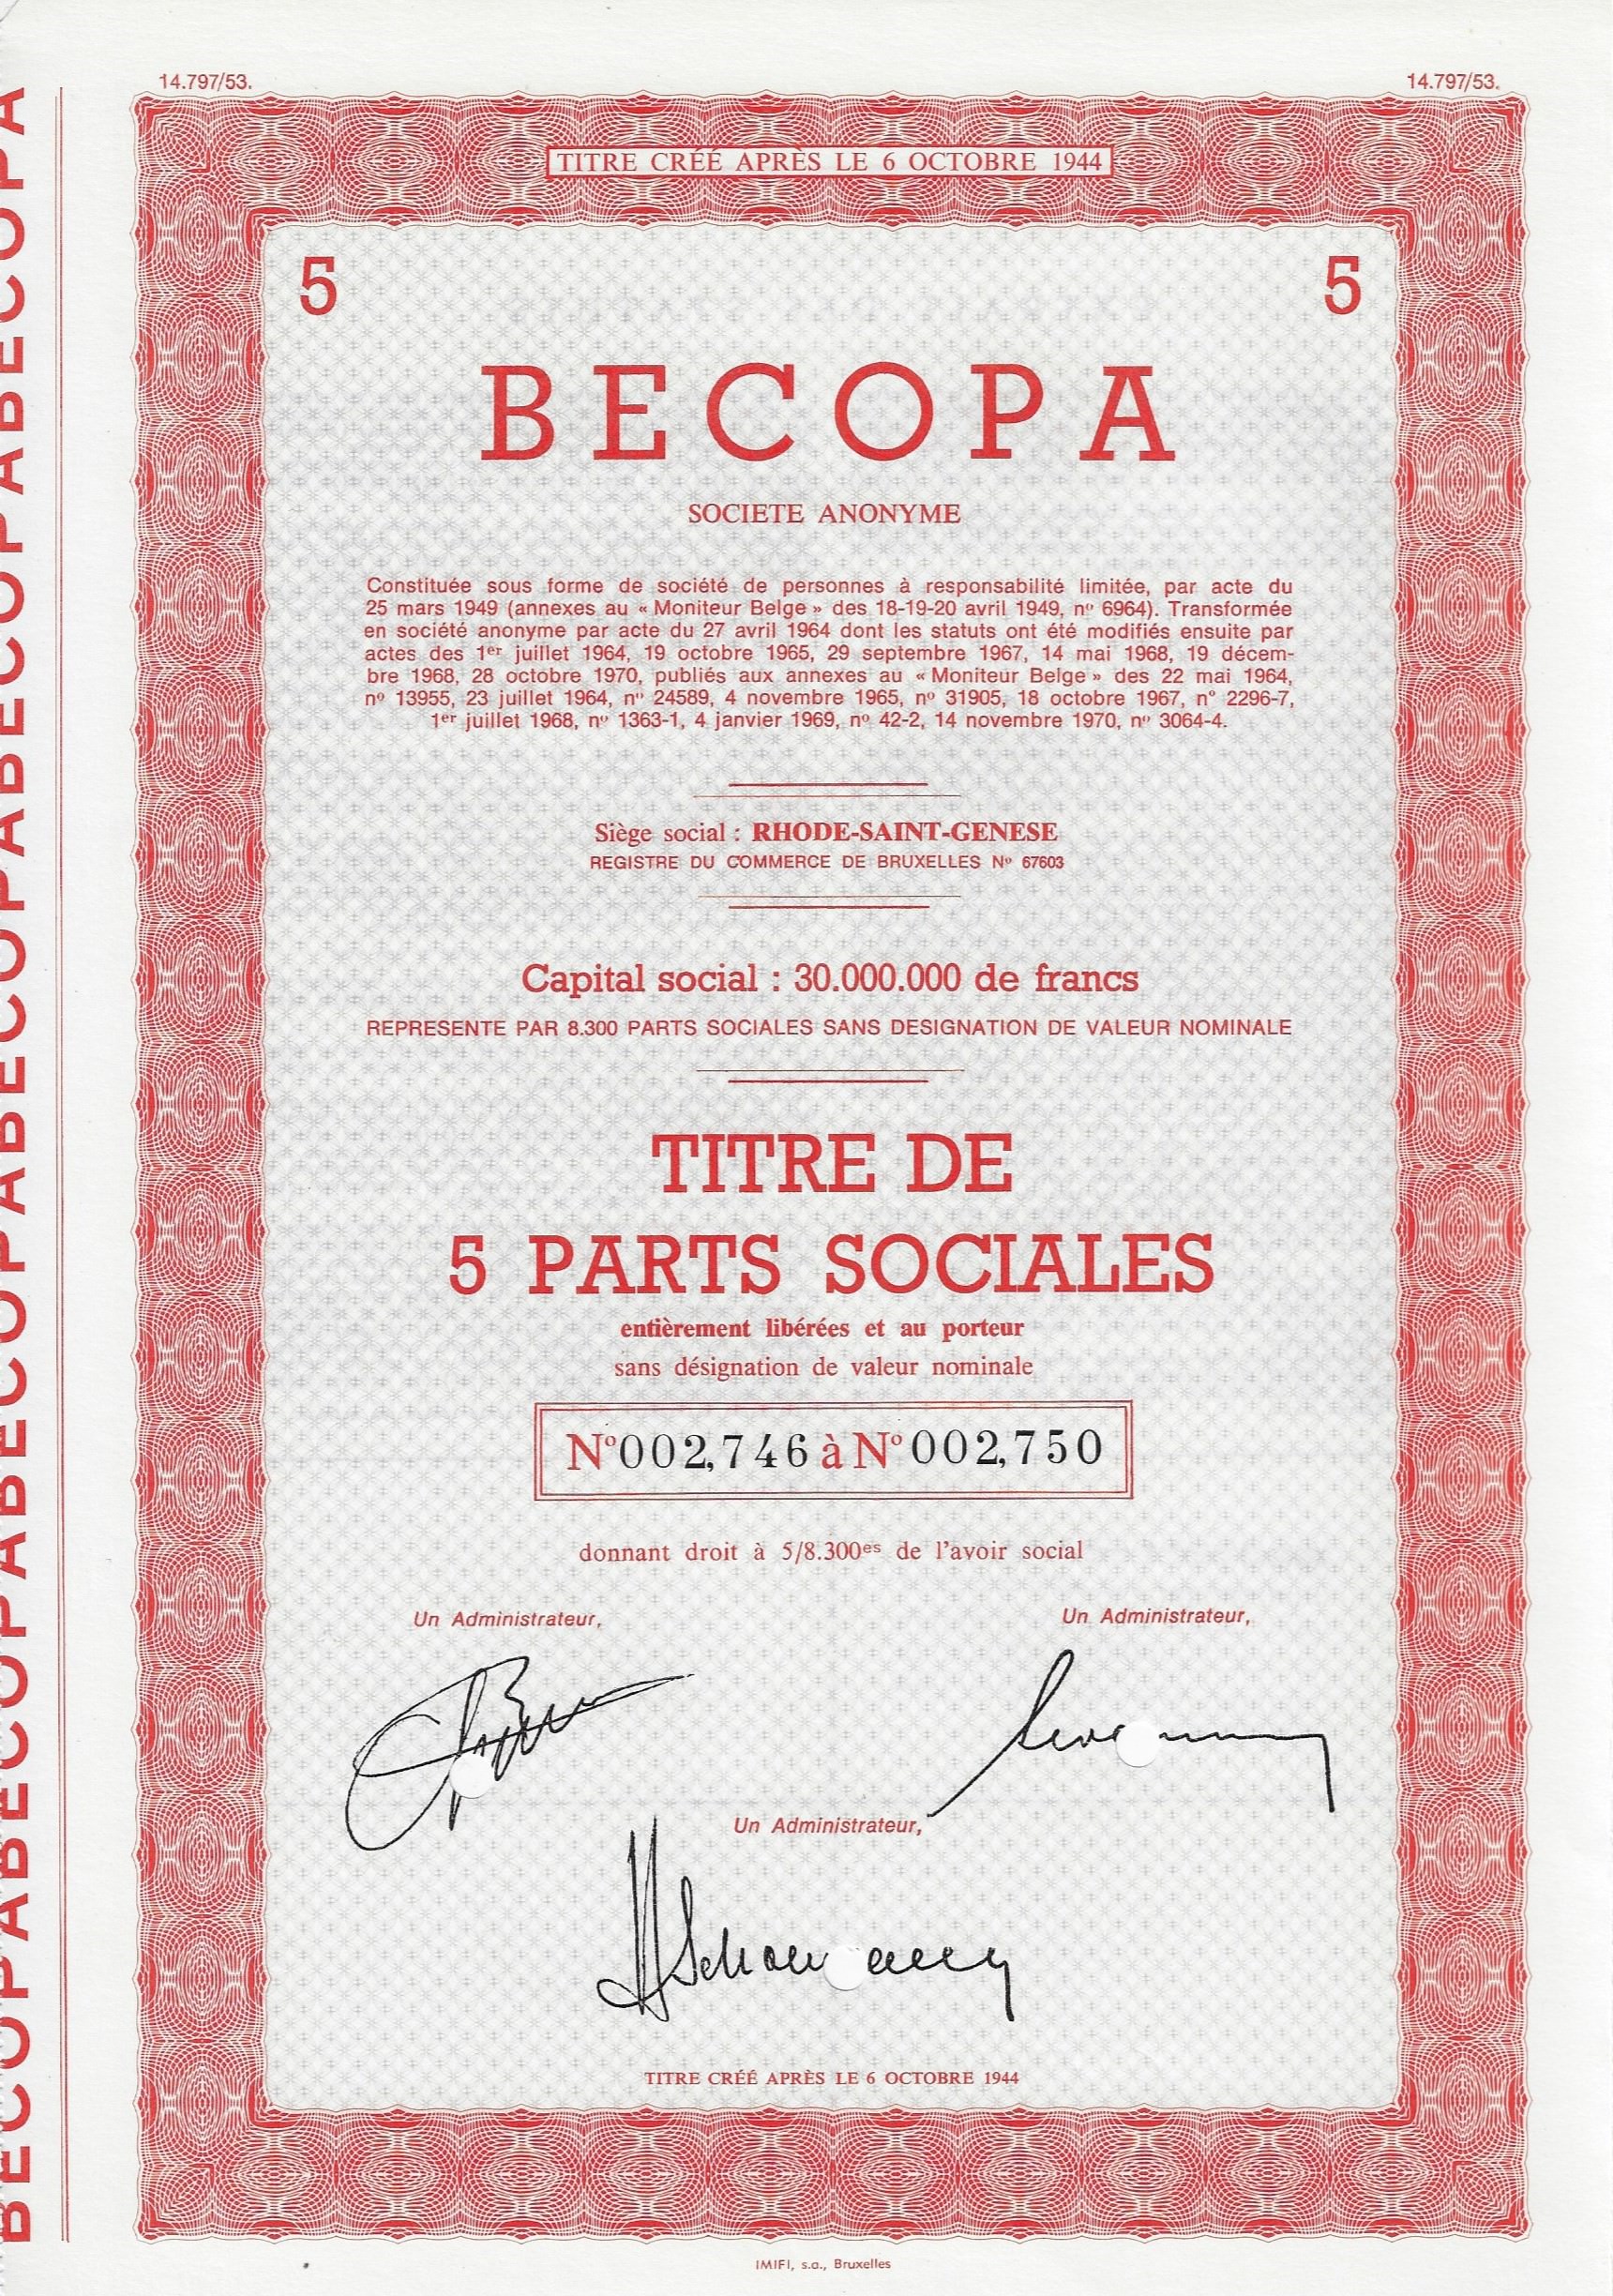 14.797/53. 14.797/53.
TITRE CRÉÉ APRÈS LE 6 OCTOBRE 1944
5 5
BECOPA
SOCIETE ANONYME
Constituée sous forme de société de personnes à responsabilité limitée, par acte du
25 mars 1949 (annexes au « Moniteur Belge » des 18-19-20 avril 1949, nº 6964). Transformée
en société anonyme par acte du 27 avril 1964 dont les statuts ont été modifiés ensuite par
actes des 1er juillet 1964, 19 octobre 1965, 29 septembre 1967, 14 mai 1968, 19 décem-
bre 1968, 28 octobre 1970, publiés aux annexes au « Moniteur Belge » des 22 mai 1964,
nº 13955, 23 juillet 1964, nº 24589, 4 novembre 1965, nº 31905, 18 octobre 1967, n° 2296-7,
1er juillet 1968, nº 1363-1, 4 janvier 1969, nº 42-2, 14 novembre 1970, nº 3064-4.
Siège social : RHODE-SAINT-GENESE
REGISTRE DU COMMERCE DE BRUXELLES Nº 67603
Capital social : 30.000.000 de francs
REPRESENTE PAR 8.300 PARTS SOCIALES SANS DESIGNATION DE VALEUR NOMINALE
TITRE DE
5 PARTS SOCIALES
entièrement libérées et au porteur
sans désignation de valeur nominale
Nº 002,746 à Nº 002,750
donnant droit à 5/8.300es de l'avoir social
Un Administrateur, Un Administrateur,
Un Administrateur,
TITRE CRÉÉ APRÈS LE 6 OCTOBRE 1944
IMIFI, s.a., Bruxelles
BECOPABECOPABECOPABECOPABECOPABECOPA